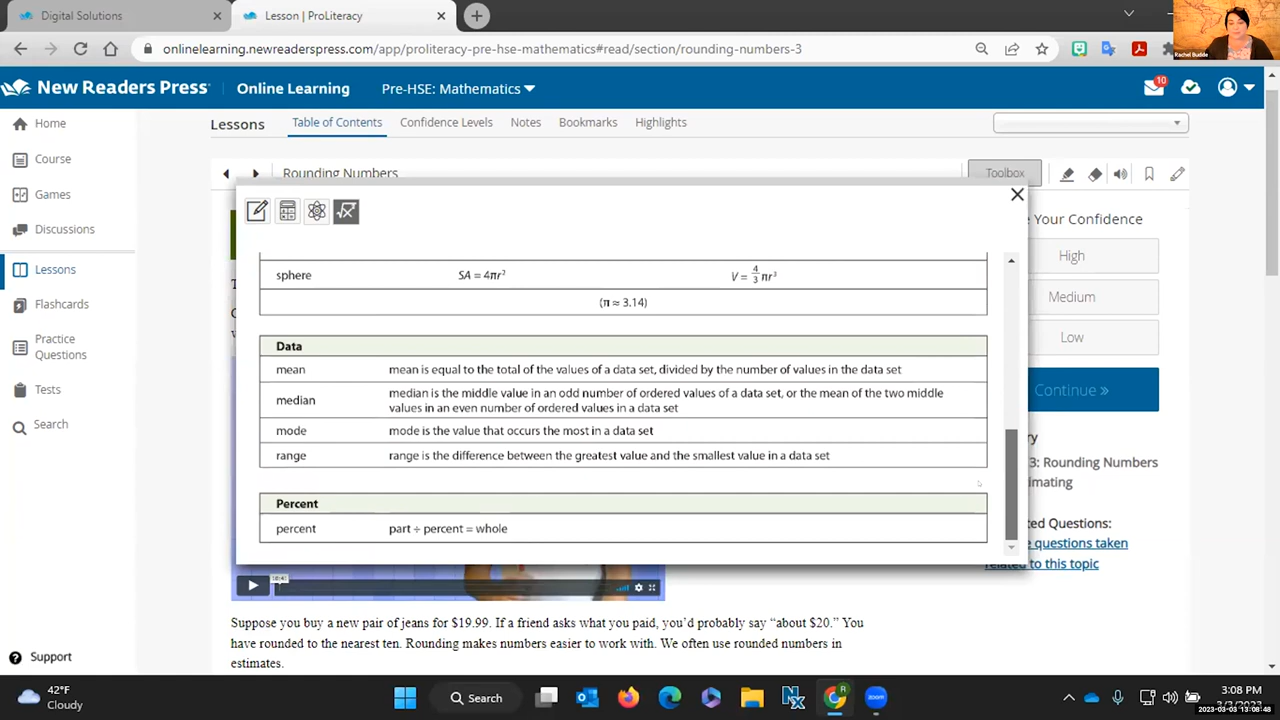 Digital Solutions
Lesson | ProLiteracy
onlinelearning.newreaderspress.com/app/proliteracy-pre-hse-mathematics#read/section/rounding-numbers-3
Rachel Budde
New Readers Press
Online Learning
Pre-HSE: Mathematics
10
Home
Course
Games
Discussions
Lessons
Flashcards
Practice
Questions
Tests
Search
Support
Lessons
Table of Contents
Confidence Levels
Notes
Bookmarks
Highlights
Rounding Numbers
Toolbox
sphere SA = 4πr² V = 4/3 πr³
(π ≈ 3.14)
Data
mean mean is equal to the total of the values of a data set, divided by the number of values in the data set
median median is the middle value in an odd number of ordered values of a data set, or the mean of the two middle
values in an even number of ordered values in a data set
mode mode is the value that occurs the most in a data set
range range is the difference between the greatest value and the smallest value in a data set
Percent
percent part ÷ percent = whole
e Your Confidence
High
Medium
Low
Continue »
ry
3: Rounding Numbers
imating
ted Questions:
e questions taken
related to this topic
Suppose you buy a new pair of jeans for $19.99. If a friend asks what you paid, you'd probably say "about $20." You
have rounded to the nearest ten. Rounding makes numbers easier to work with. We often use rounded numbers in
estimates.
42°F
Cloudy
Search
3:08 PM
2023-03-03 13:08:48